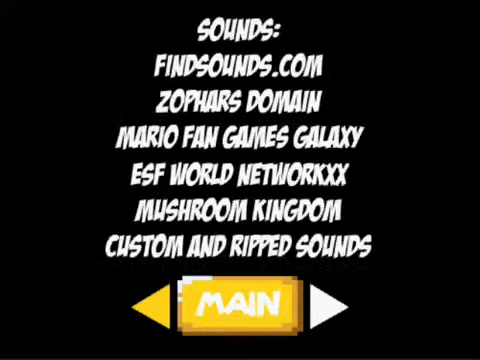 SOUNDS:
FINDSOUNDS.COM
ZOPHARS DOMAIN
MARIO FAN GAMES GALAXY
ESF WORLD NETWORKXX
MUSHROOM KINGDOM
CUSTOM AND RIPPED SOUNDS
MAIN